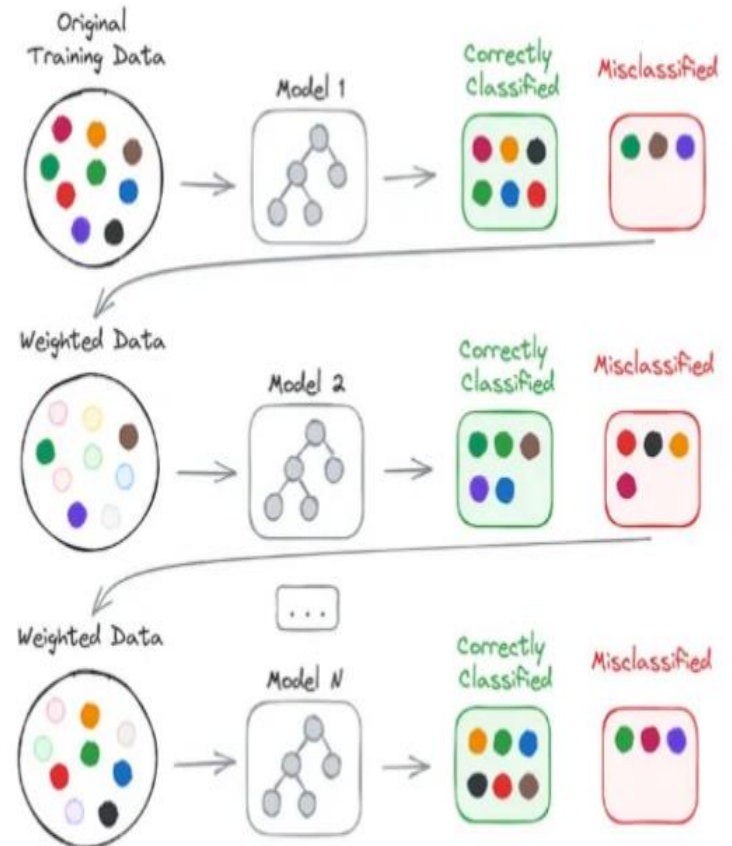 Original
Training Data
Model 1
Correctly
Classified
Misclassified
Weighted Data
Model 2
Correctly
Classified
Misclassified
...
Weighted Data
Model N
Correctly
Classified
Misclassified